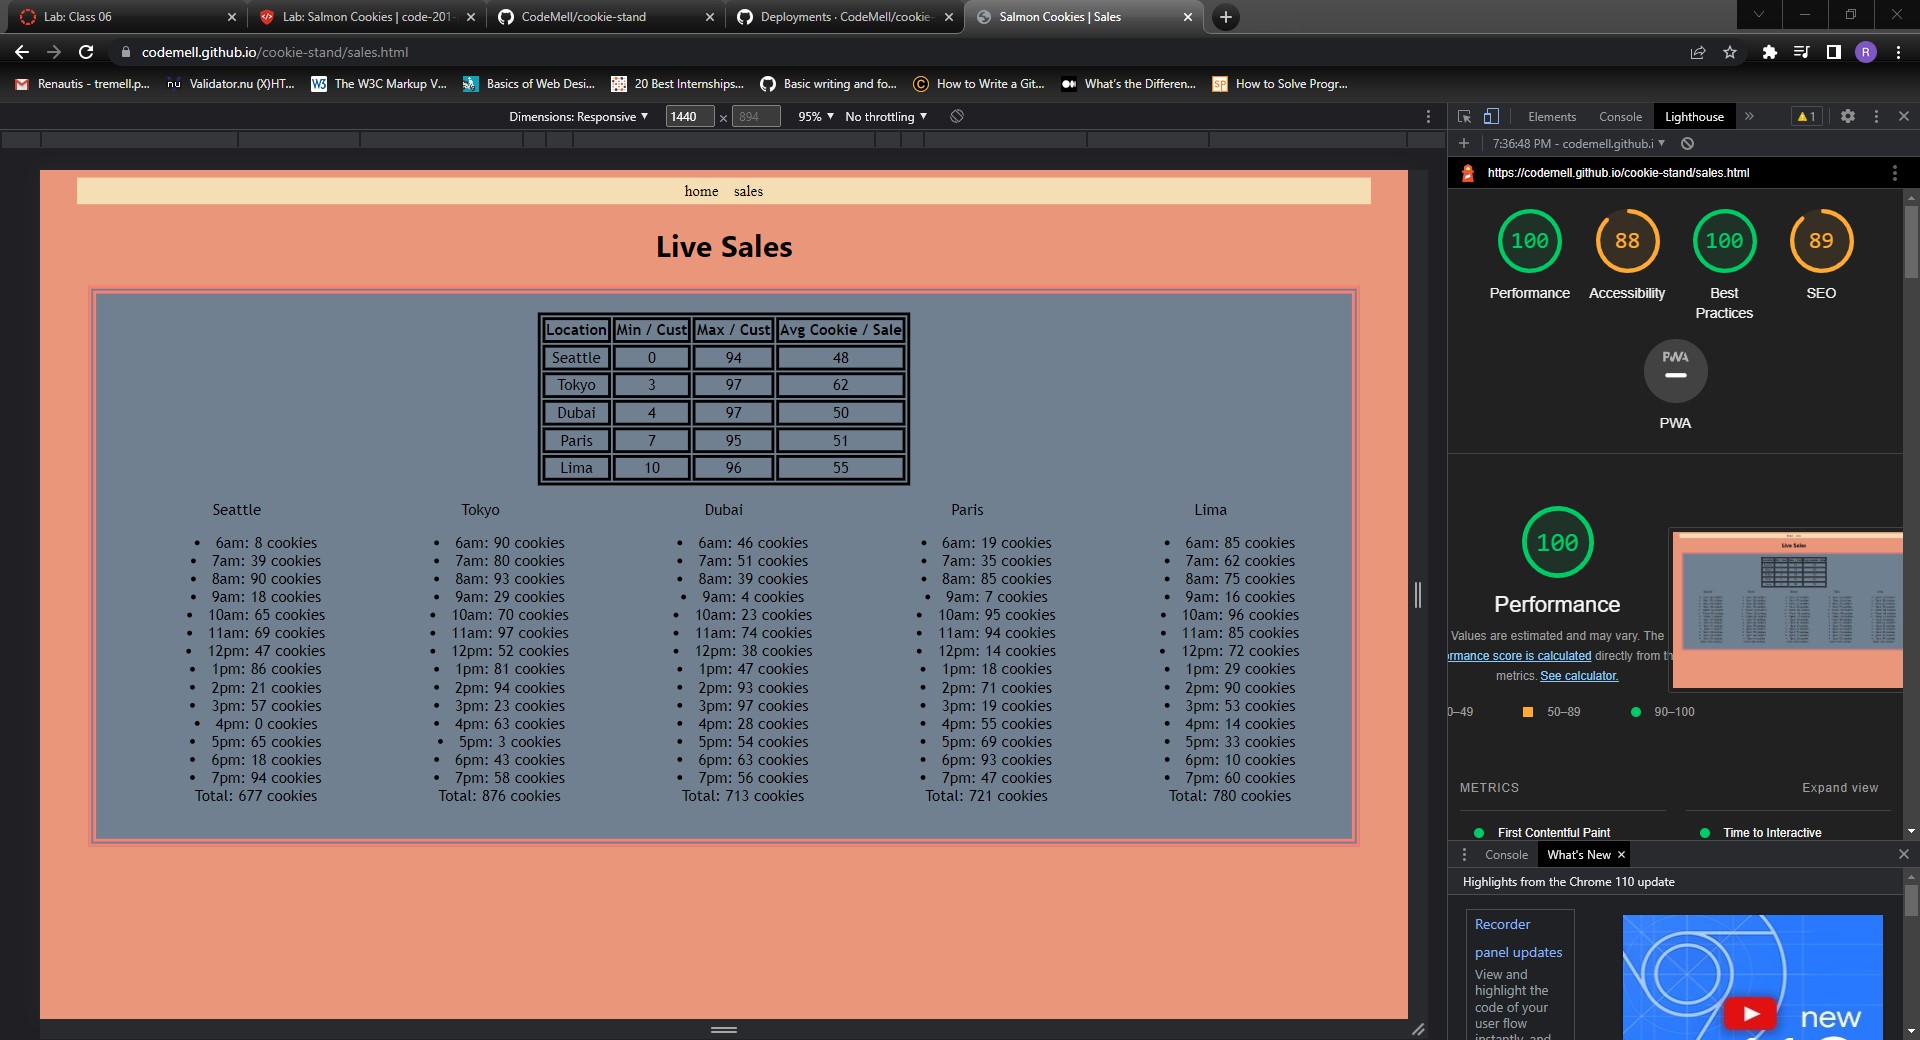 Lab: Class 06
Lab: Salmon Cookies | code-201-
CodeMell/cookie-stand
Deployments · CodeMell/cookie-
Salmon Cookies | Sales
codemell.github.io/cookie-stand/sales.html
R
Renautis - tremell.p...
nu Validator.nu (X)HT...
W3 The W3C Markup V...
Basics of Web Desi...
20 Best Internships...
Basic writing and fo...
How to Write a Git...
What's the Differen...
SP How to Solve Progr...
Dimensions: Responsive 1440 × 894 95% No throttling
Elements Console Lighthouse » 1
7:36:48 PM - codemell.github.i
https://codemell.github.io/cookie-stand/sales.html
home sales
Live Sales
Location Min / Cust Max / Cust Avg Cookie / Sale
Seattle 0 94 48
Tokyo 3 97 62
Dubai 4 97 50
Paris 7 95 51
Lima 10 96 55
Seattle
• 6am: 8 cookies
• 7am: 39 cookies
• 8am: 90 cookies
• 9am: 18 cookies
• 10am: 65 cookies
• 11am: 69 cookies
• 12pm: 47 cookies
• 1pm: 86 cookies
• 2pm: 21 cookies
• 3pm: 57 cookies
• 4pm: 0 cookies
• 5pm: 65 cookies
• 6pm: 18 cookies
• 7pm: 94 cookies
Total: 677 cookies
Tokyo
• 6am: 90 cookies
• 7am: 80 cookies
• 8am: 93 cookies
• 9am: 29 cookies
• 10am: 70 cookies
• 11am: 97 cookies
• 12pm: 52 cookies
• 1pm: 81 cookies
• 2pm: 94 cookies
• 3pm: 23 cookies
• 4pm: 63 cookies
• 5pm: 3 cookies
• 6pm: 43 cookies
• 7pm: 58 cookies
Total: 876 cookies
Dubai
• 6am: 46 cookies
• 7am: 51 cookies
• 8am: 39 cookies
• 9am: 4 cookies
• 10am: 23 cookies
• 11am: 74 cookies
• 12pm: 38 cookies
• 1pm: 47 cookies
• 2pm: 93 cookies
• 3pm: 97 cookies
• 4pm: 28 cookies
• 5pm: 54 cookies
• 6pm: 63 cookies
• 7pm: 56 cookies
Total: 713 cookies
Paris
• 6am: 19 cookies
• 7am: 35 cookies
• 8am: 85 cookies
• 9am: 7 cookies
• 10am: 95 cookies
• 11am: 94 cookies
• 12pm: 14 cookies
• 1pm: 18 cookies
• 2pm: 71 cookies
• 3pm: 19 cookies
• 4pm: 55 cookies
• 5pm: 69 cookies
• 6pm: 93 cookies
• 7pm: 47 cookies
Total: 721 cookies
Lima
• 6am: 85 cookies
• 7am: 62 cookies
• 8am: 75 cookies
• 9am: 16 cookies
• 10am: 96 cookies
• 11am: 85 cookies
• 12pm: 72 cookies
• 1pm: 29 cookies
• 2pm: 90 cookies
• 3pm: 53 cookies
• 4pm: 14 cookies
• 5pm: 33 cookies
• 6pm: 10 cookies
• 7pm: 60 cookies
Total: 780 cookies
100 88 100 89
Performance Accessibility Best Practices SEO
PWA
PWA
100
Performance
Values are estimated and may vary. The
rmance score is calculated directly from th
metrics. See calculator.
0–49 50–89 90–100
Live Sales
METRICS Expand view
First Contentful Paint Time to Interactive
Console What's New
Highlights from the Chrome 110 update
Recorder
panel updates
View and
highlight the
code of your
user flow
instantly, and
new